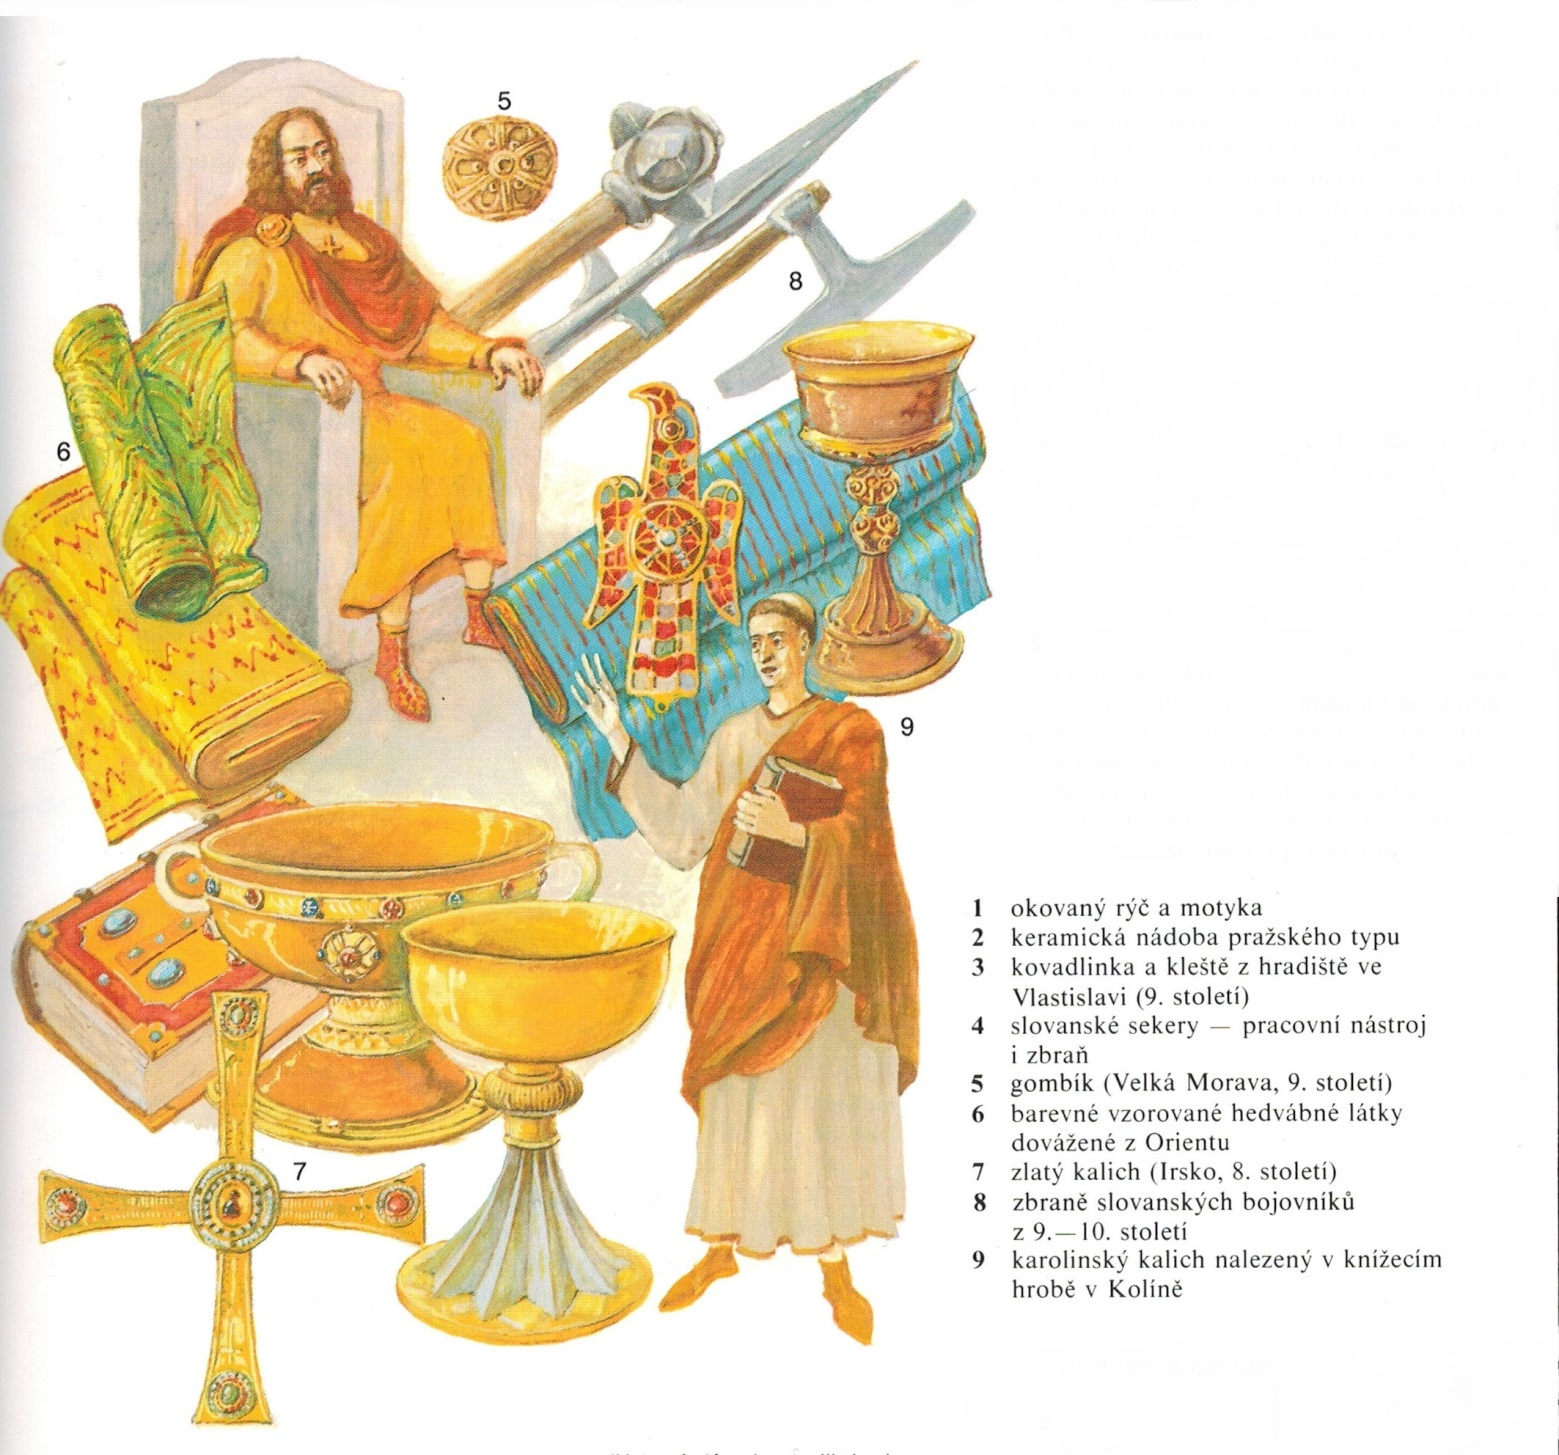 5
8
6
9
7
1 okovaný rýč a motyka
2 keramická nádoba pražského typu
3 kovadlinka a kleště z hradiště ve
Vlastislavi (9. století)
4 slovanské sekery — pracovní nástroj
i zbraň
5 gombík (Velká Morava, 9. století)
6 barevné vzorované hedvábné látky
dovážené z Orientu
7 zlatý kalich (Irsko, 8. století)
8 zbraně slovanských bojovníků
z 9.—10. století
9 karolinský kalich nalezený v knížecím
hrobě v Kolíně